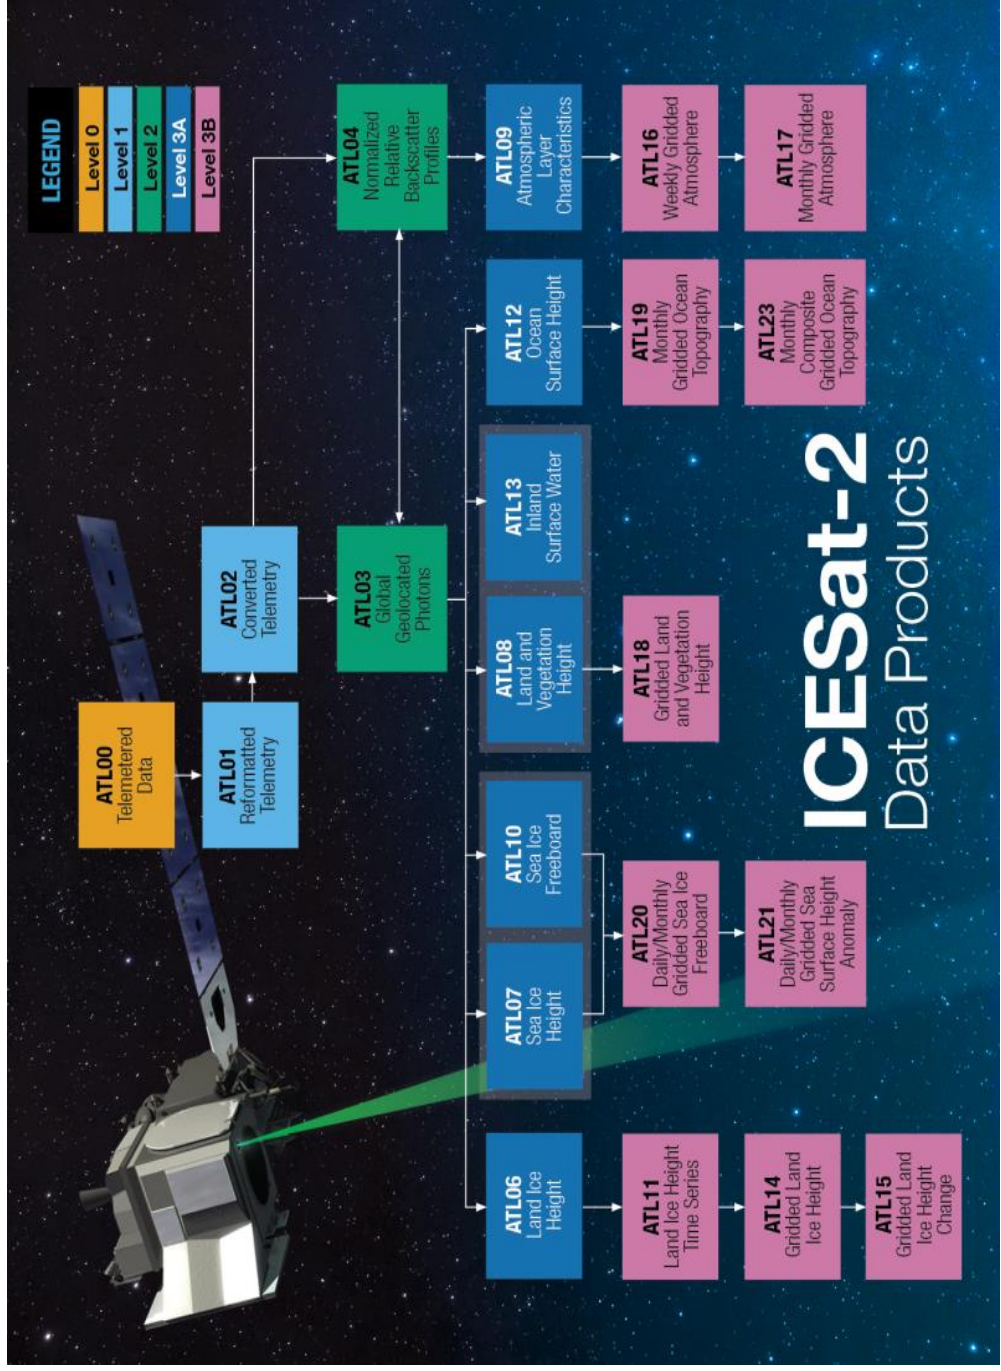 LEGEND
Level 0
Level 1
Level 2
Level 3A
Level 3B
ATL00
Telemetered
Data
ATL01
Reformatted
Telemetry
ATL02
Converted
Telemetry
ATL03
Global
Geolocated
Photons
ATL04
Normalized
Relative
Backscatter
Profiles
ATL06
Land Ice
Height
ATL07
Sea Ice
Height
ATL10
Sea Ice
Freeboard
ATL08
Land and
Vegetation
Height
ATL13
Inland
Surface Water
ATL12
Ocean
Surface Height
ATL09
Atmospheric
Layer
Characteristics
ATL11
Land Ice Height
Time Series
ATL20
Daily/Monthly
Gridded Sea Ice
Freeboard
ATL18
Gridded Land
and Vegetation
Height
ATL19
Monthly
Gridded Ocean
Topography
ATL16
Weekly Gridded
Atmosphere
ATL14
Gridded Land
Ice Height
ATL21
Daily/Monthly
Gridded Sea
Surface Height
Anomaly
ATL23
Monthly
Composite
Gridded Ocean
Topography
ATL17
Monthly Gridded
Atmosphere
ATL15
Gridded Land
Ice Height
Change
ICESat-2
Data Products